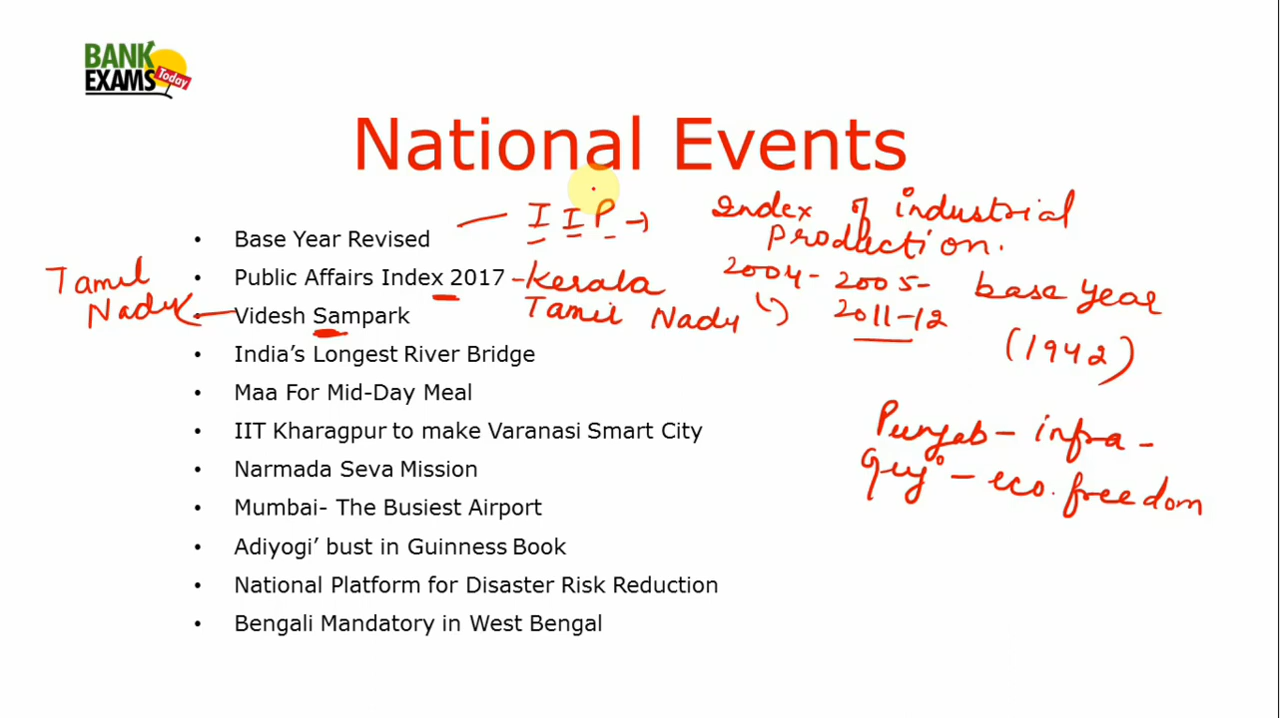 BANK
EXAMS Today
National Events
• Base Year Revised – I I P → Index of industrial
Production.
• Public Affairs Index 2017 - Kerala 2004 - 2005 - base year
Tamil
Nadu
• Videsh Sampark Tamil Nadu 2011-12
(1942)
• India's Longest River Bridge
• Maa For Mid-Day Meal
• IIT Kharagpur to make Varanasi Smart City
Punjab - infra -
Guj - eco. freedom
• Narmada Seva Mission
• Mumbai- The Busiest Airport
• Adiyogi’ bust in Guinness Book
• National Platform for Disaster Risk Reduction
• Bengali Mandatory in West Bengal